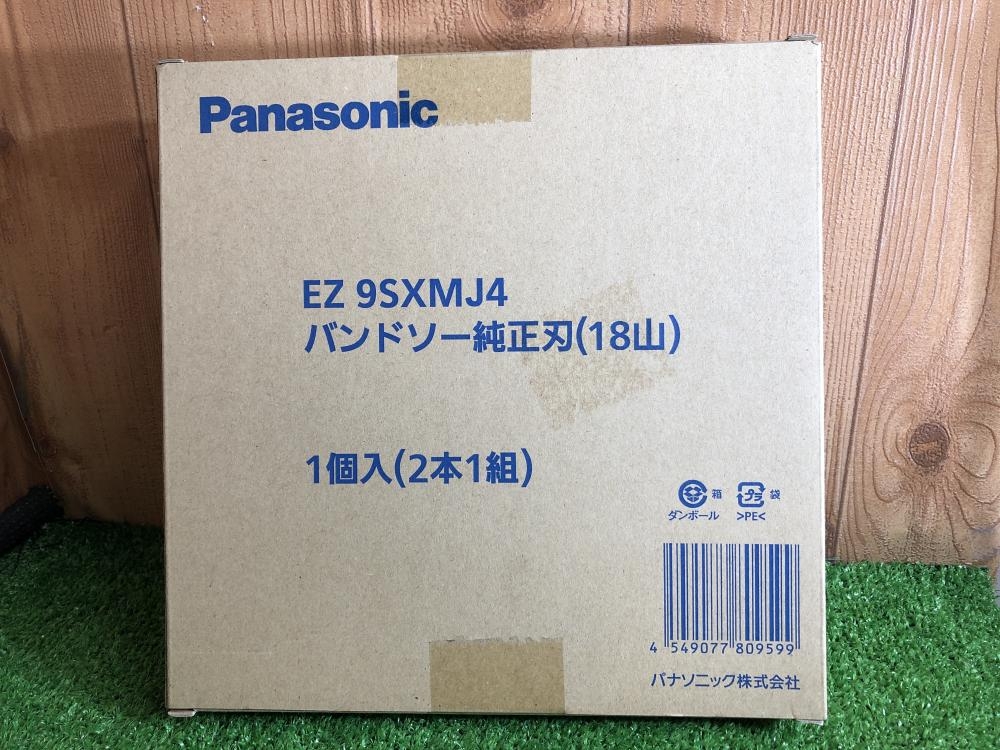 Panasonic
EZ 9SXMJ4
バンドソー純正刃(18山)
1個入(2本1組)
箱 プラ 袋
ダンボール >PE<
4 549077 809599
パナソニック株式会社